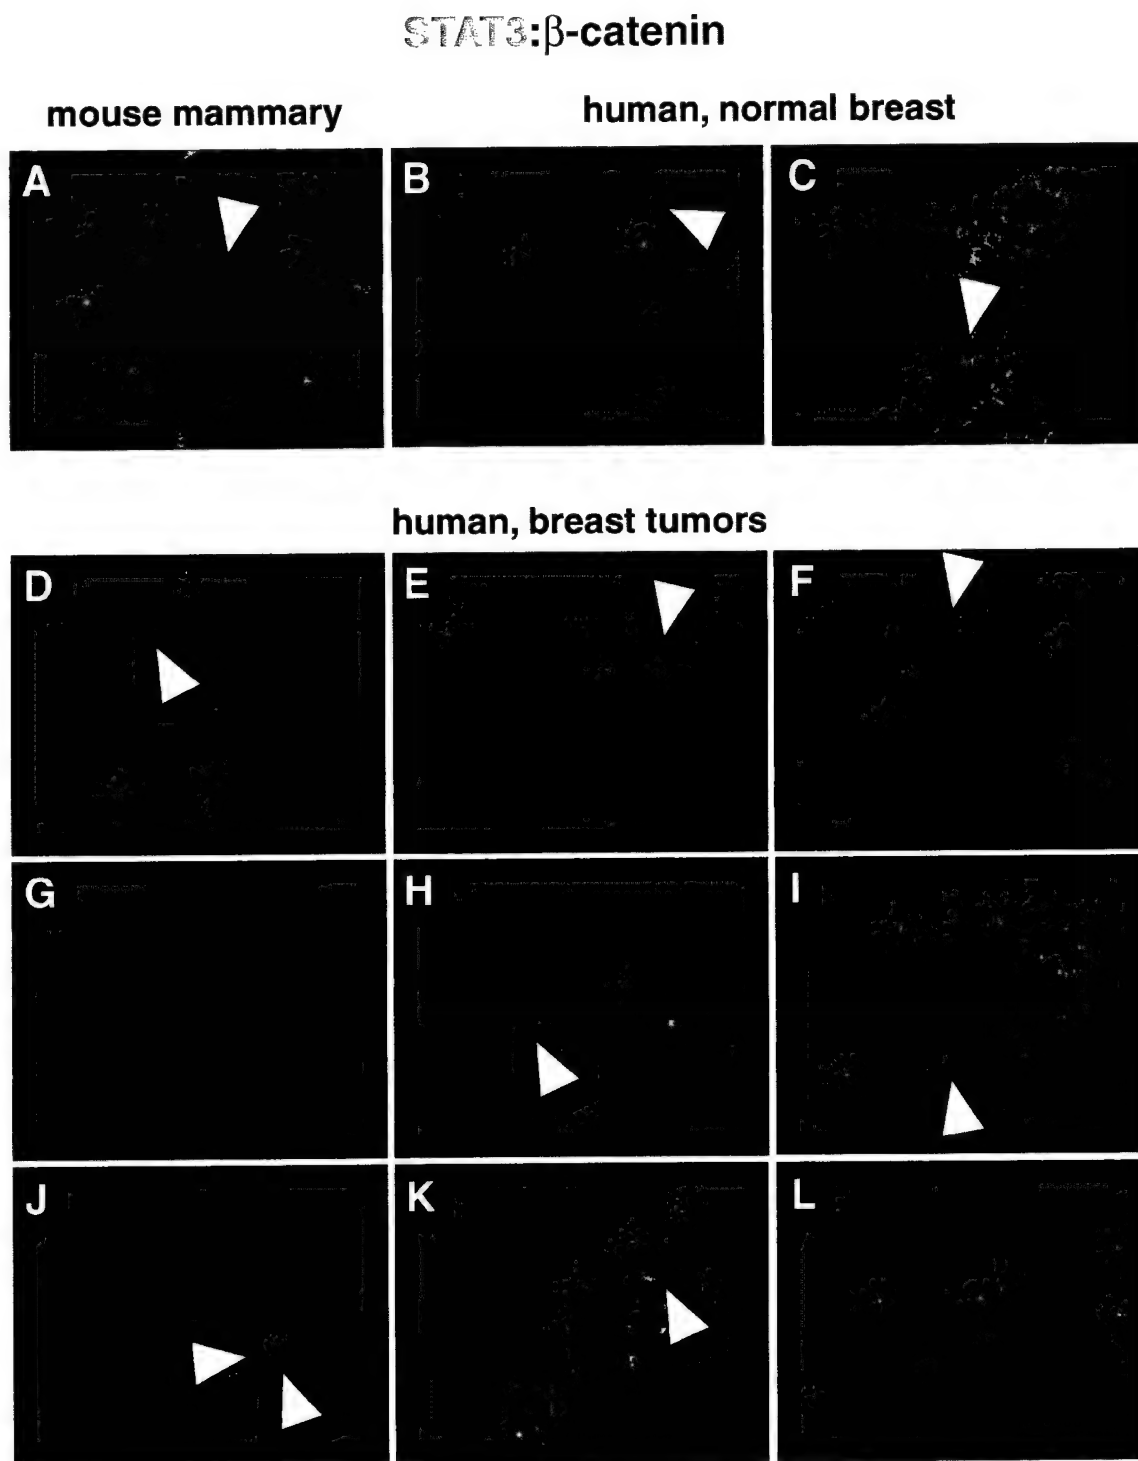 STAT3:β-catenin
mouse mammary human, normal breast
A B C
human, breast tumors
D E F
G H I
J K L